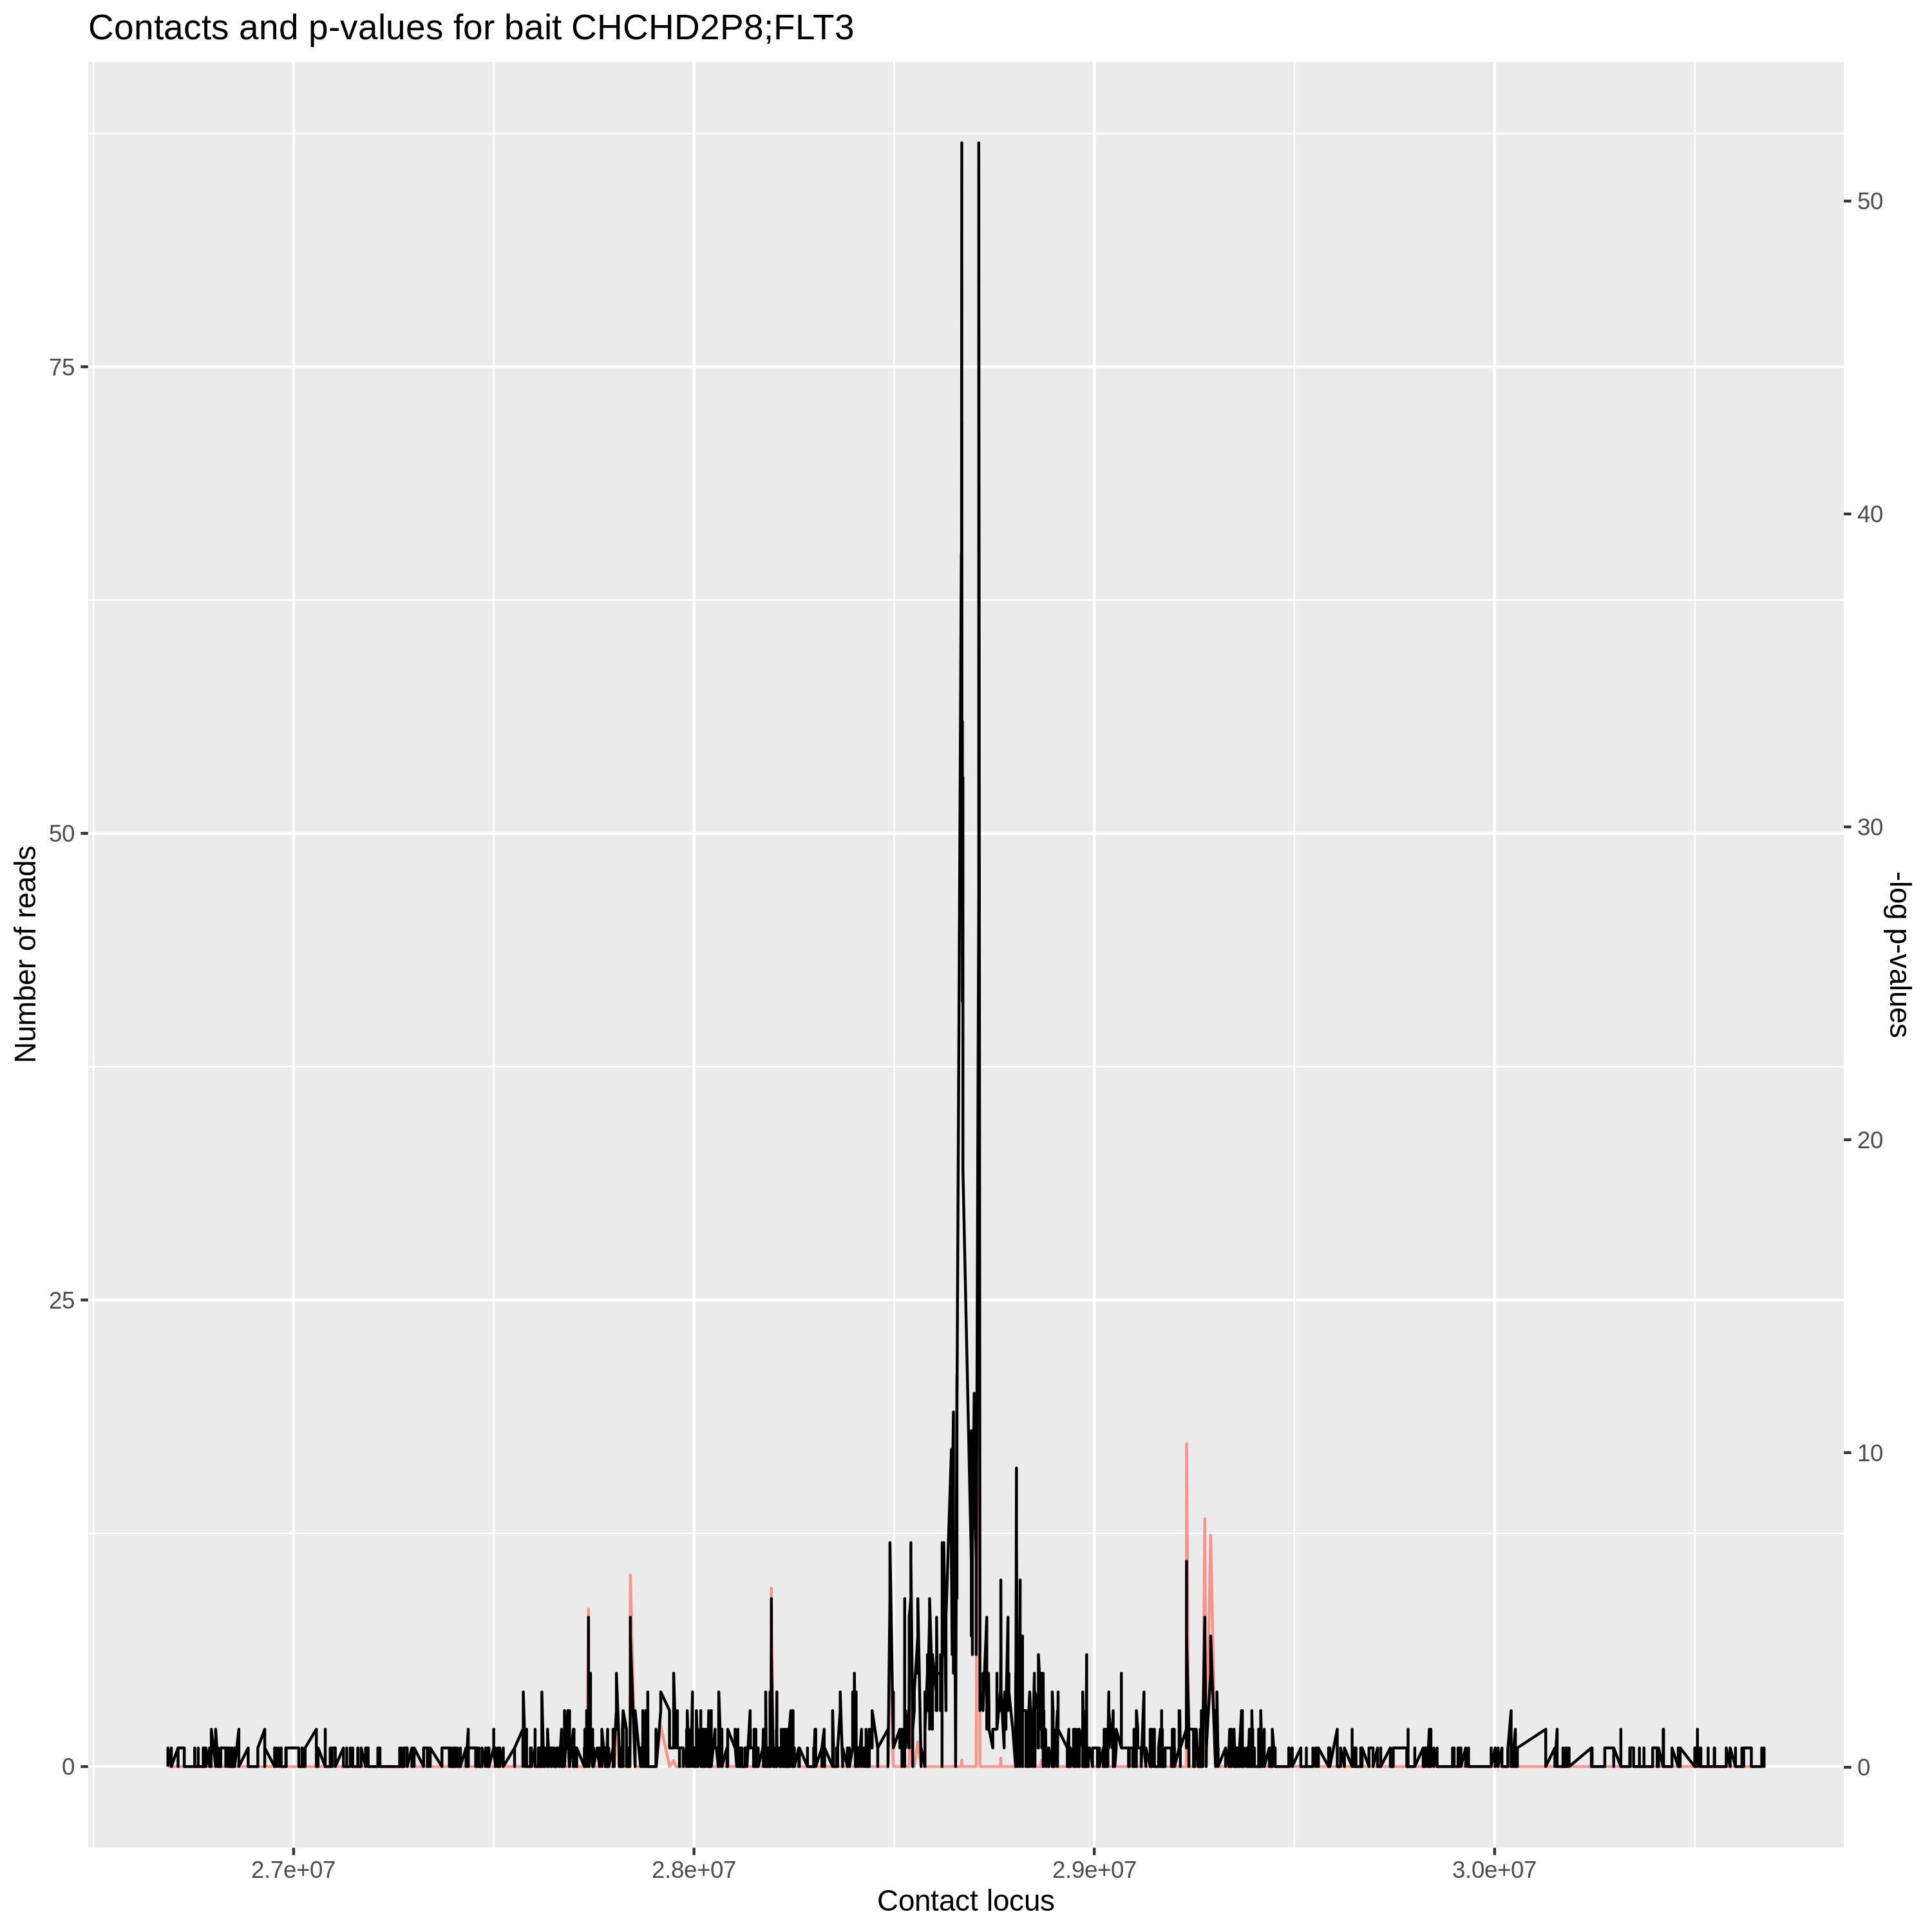 Contacts and p-values for bait CHCHD2P8;FLT3
75
50
25
0
Number of reads
50
40
30
20
10
0
-log p-values
2.7e+07 2.8e+07 2.9e+07 3.0e+07
Contact locus